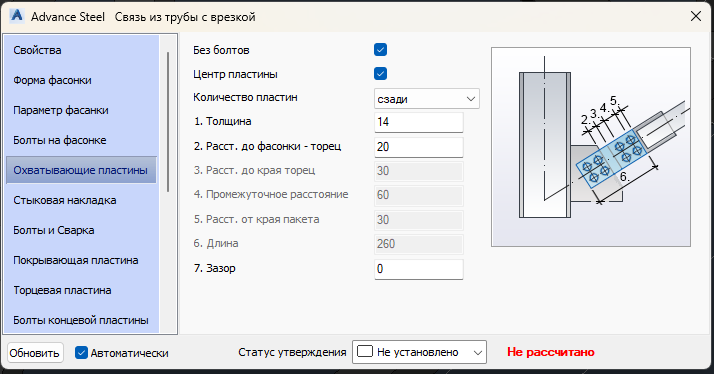 Advance Steel Связь из трубы с врезкой
Свойства
Форма фасонки
Параметр фасанки
Болты на фасонке
Охватывающие пластины
Стыковая накладка
Болты и Сварка
Покрывающая пластина
Торцевая пластина
Болты концевой пластины
Без болтов
Центр пластины
Количество пластин сзади
1. Толщина 14
2. Расст. до фасонки - торец 20
3. Расст. до края торец 30
4. Промежуточное расстояние 60
5. Расст. от края пакета 30
6. Длина 260
7. Зазор 0
2. 3. 4. 5.
6.
Обновить Автоматически Статус утверждения Не установлено Не рассчитано